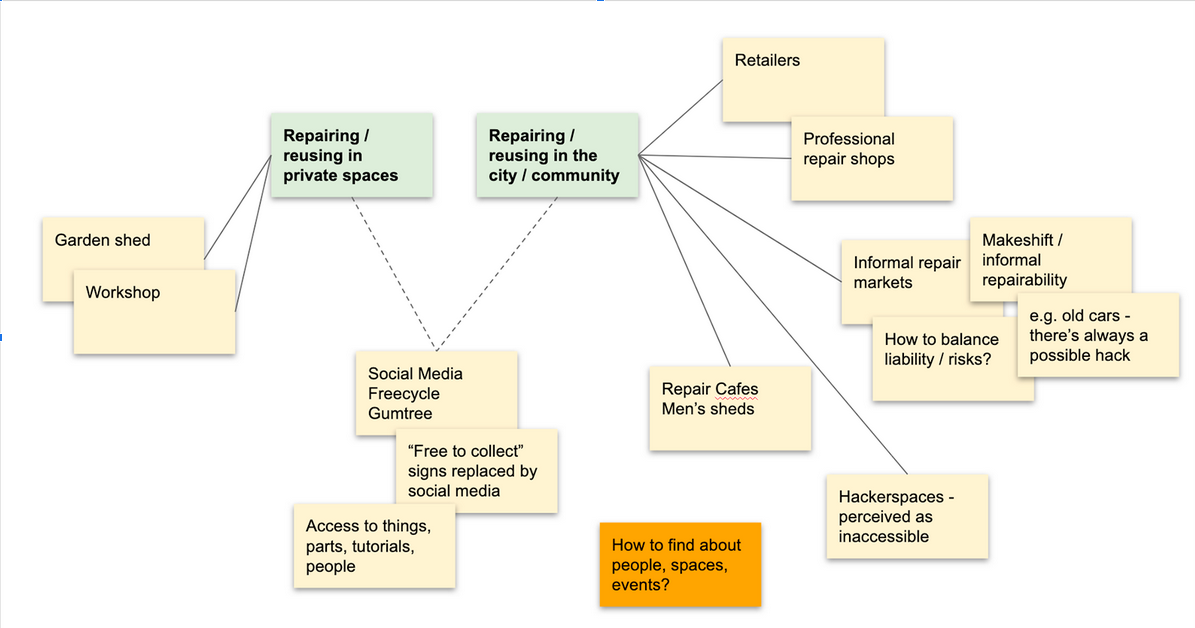 Retailers
Repairing /
reusing in
private spaces
Repairing /
reusing in the
city / community
Professional
repair shops
Garden shed
Workshop
Makeshift /
informal
repairability
Informal repair
markets
e.g. old cars -
there’s always a
possible hack
How to balance
liability / risks?
Social Media
Freecycle
Gumtree
Repair Cafes
Men’s sheds
“Free to collect”
signs replaced by
social media
Access to things,
parts, tutorials,
people
Hackerspaces -
perceived as
inaccessible
How to find about
people, spaces,
events?